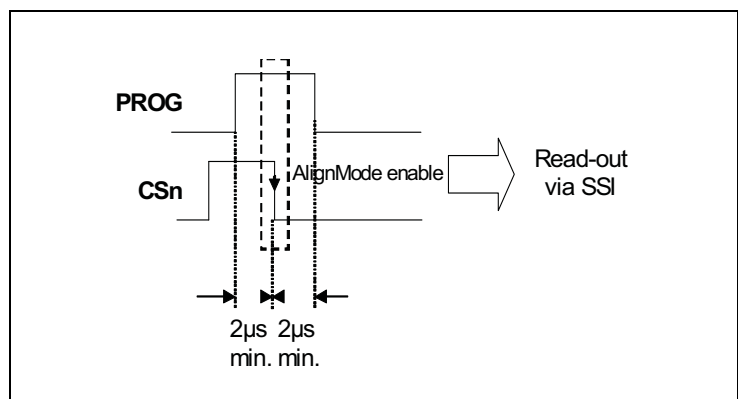 PROG
CSn
AlignMode enable
Read-out
via SSI
2µs 2µs
min. min.